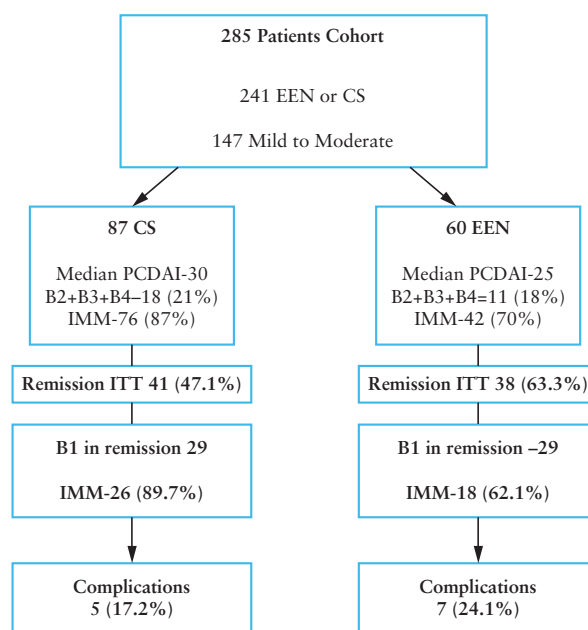 285 Patients Cohort
241 EEN or CS
147 Mild to Moderate
87 CS
Median PCDAI-30
B2+B3+B4–18 (21%)
IMM-76 (87%)
60 EEN
Median PCDAI-25
B2+B3+B4=11 (18%)
IMM-42 (70%)
Remission ITT 41 (47.1%)
Remission ITT 38 (63.3%)
B1 in remission 29
IMM-26 (89.7%)
B1 in remission –29
IMM-18 (62.1%)
Complications
5 (17.2%)
Complications
7 (24.1%)